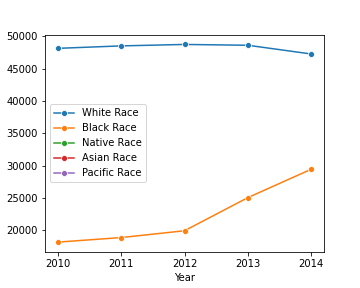 50000
45000
40000
35000
30000
25000
20000
White Race
Black Race
Native Race
Asian Race
Pacific Race
2010 2011 2012 2013 2014
Year